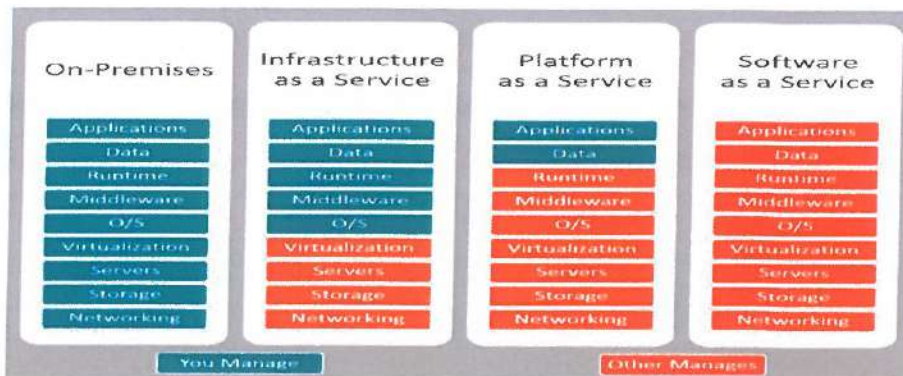 On-Premises
Applications
Data
Runtime
Middleware
O/S
Virtualization
Servers
Storage
Networking
Infrastructure
as a Service
Applications
Data
Runtime
Middleware
O/S
Virtualization
Servers
Storage
Networking
Platform
as a Service
Applications
Data
Runtime
Middleware
O/S
Virtualization
Servers
Storage
Networking
Software
as a Service
Applications
Data
Runtime
Middleware
O/S
Virtualization
Servers
Storage
Networking
You Manage
Other Manages